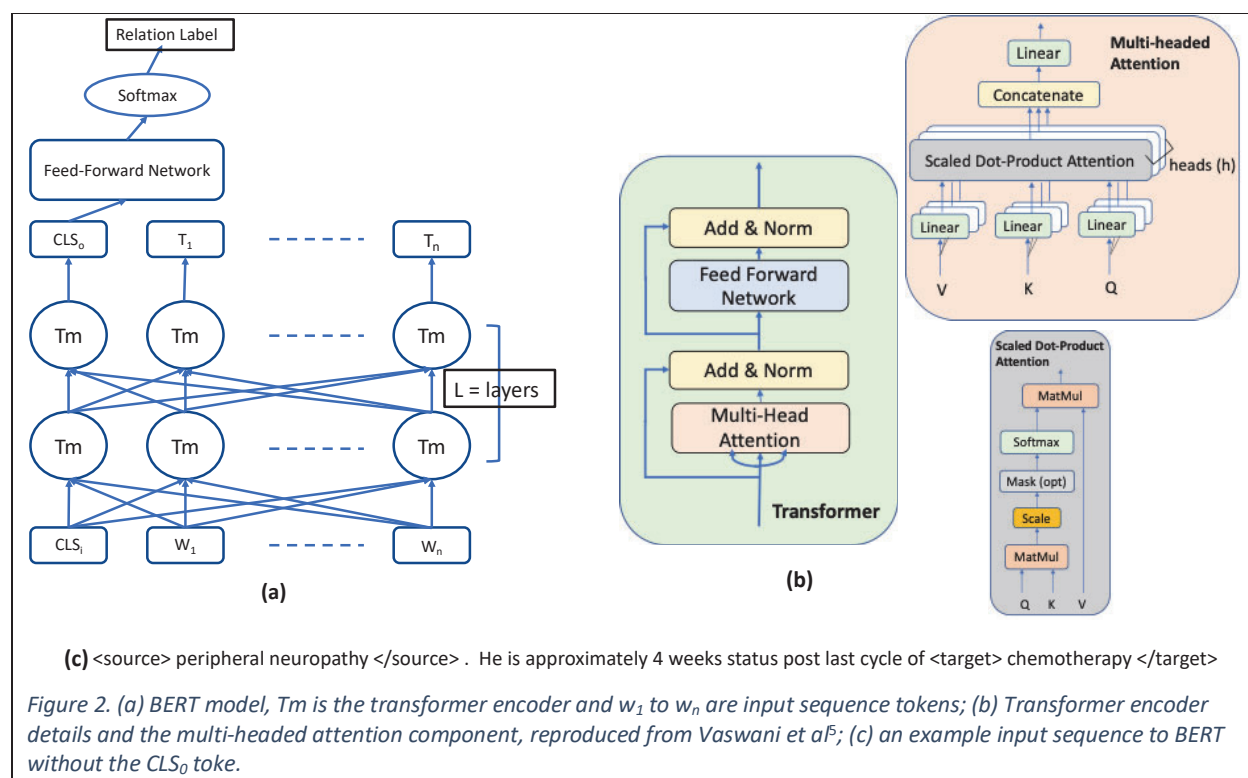 Relation Label
Softmax
Feed-Forward Network
CLSo T1 Tn
Tm Tm Tm
L = layers
Tm Tm Tm
CLSi W1 Wn
(a)
Add & Norm
Feed Forward
Network
Add & Norm
Multi-Head
Attention
Transformer
(b)
Multi-headed
Attention
Linear
Concatenate
Scaled Dot-Product Attention
heads (h)
Linear Linear Linear
V K Q
Scaled Dot-Product
Attention
MatMul
Softmax
Mask (opt)
Scale
MatMul
Q K V
(c) <source> peripheral neuropathy </source> . He is approximately 4 weeks status post last cycle of <target> chemotherapy </target>
Figure 2. (a) BERT model, Tm is the transformer encoder and w1 to wn are input sequence tokens; (b) Transformer encoder
details and the multi-headed attention component, reproduced from Vaswani et al5; (c) an example input sequence to BERT
without the CLS0 toke.